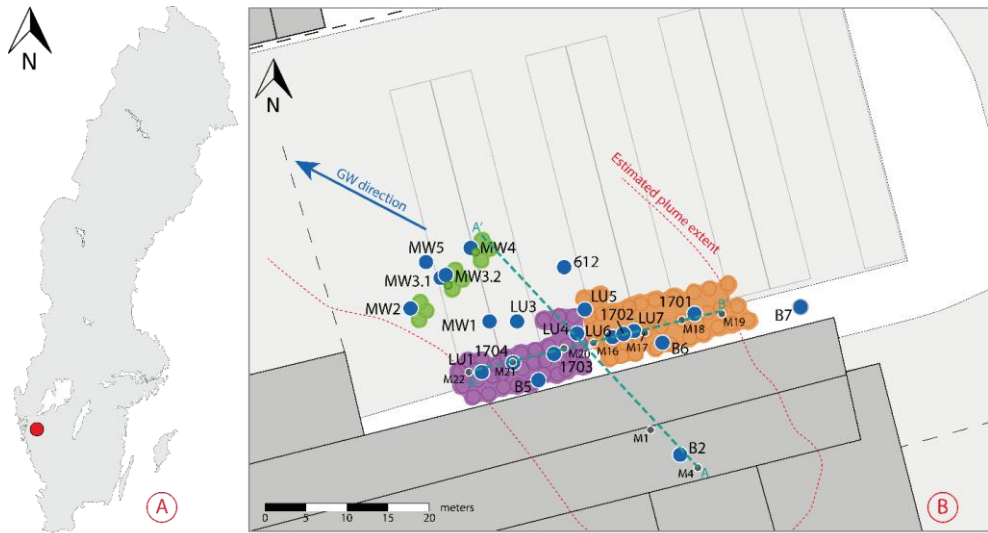 N
A
N
GW direction
Estimated plume extent
A'
MW4
MW5
MW3.1
MW3.2
612
MW2
LU5
1701
B'
B7
MW1
LU3
1702
LU7
M18
M19
LU4
LU6
M16
M17
B6
1704
LU1
M20
M21
1703
M22
B5
M1
B2
M4
A
0 5 10 15 20 meters
B